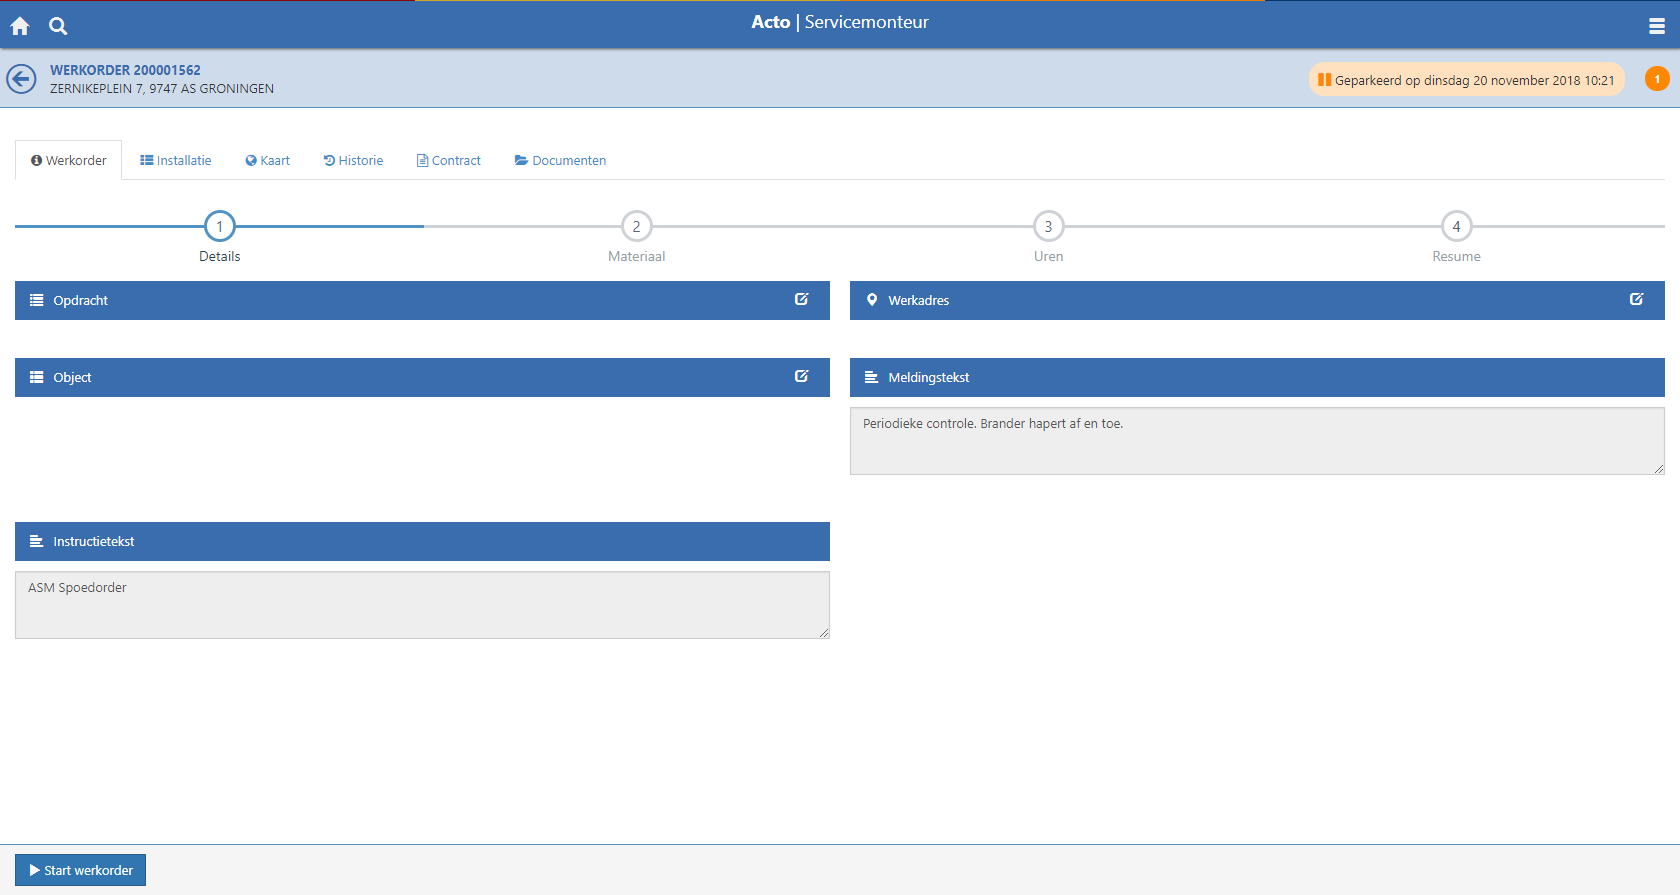 Acto | Servicemonteur
WERKORDER 200001562
ZERNIKEPLEIN 7, 9747 AS GRONINGEN
Geparkeerd op dinsdag 20 november 2018 10:21
1
Werkorder
Installatie
Kaart
Historie
Contract
Documenten
1
2
3
4
Details
Materiaal
Uren
Resume
Opdracht
Werkadres
Object
Meldingstekst
Periodieke controle. Brander hapert af en toe.
Instructietekst
ASM Spoedorder
Start werkorder